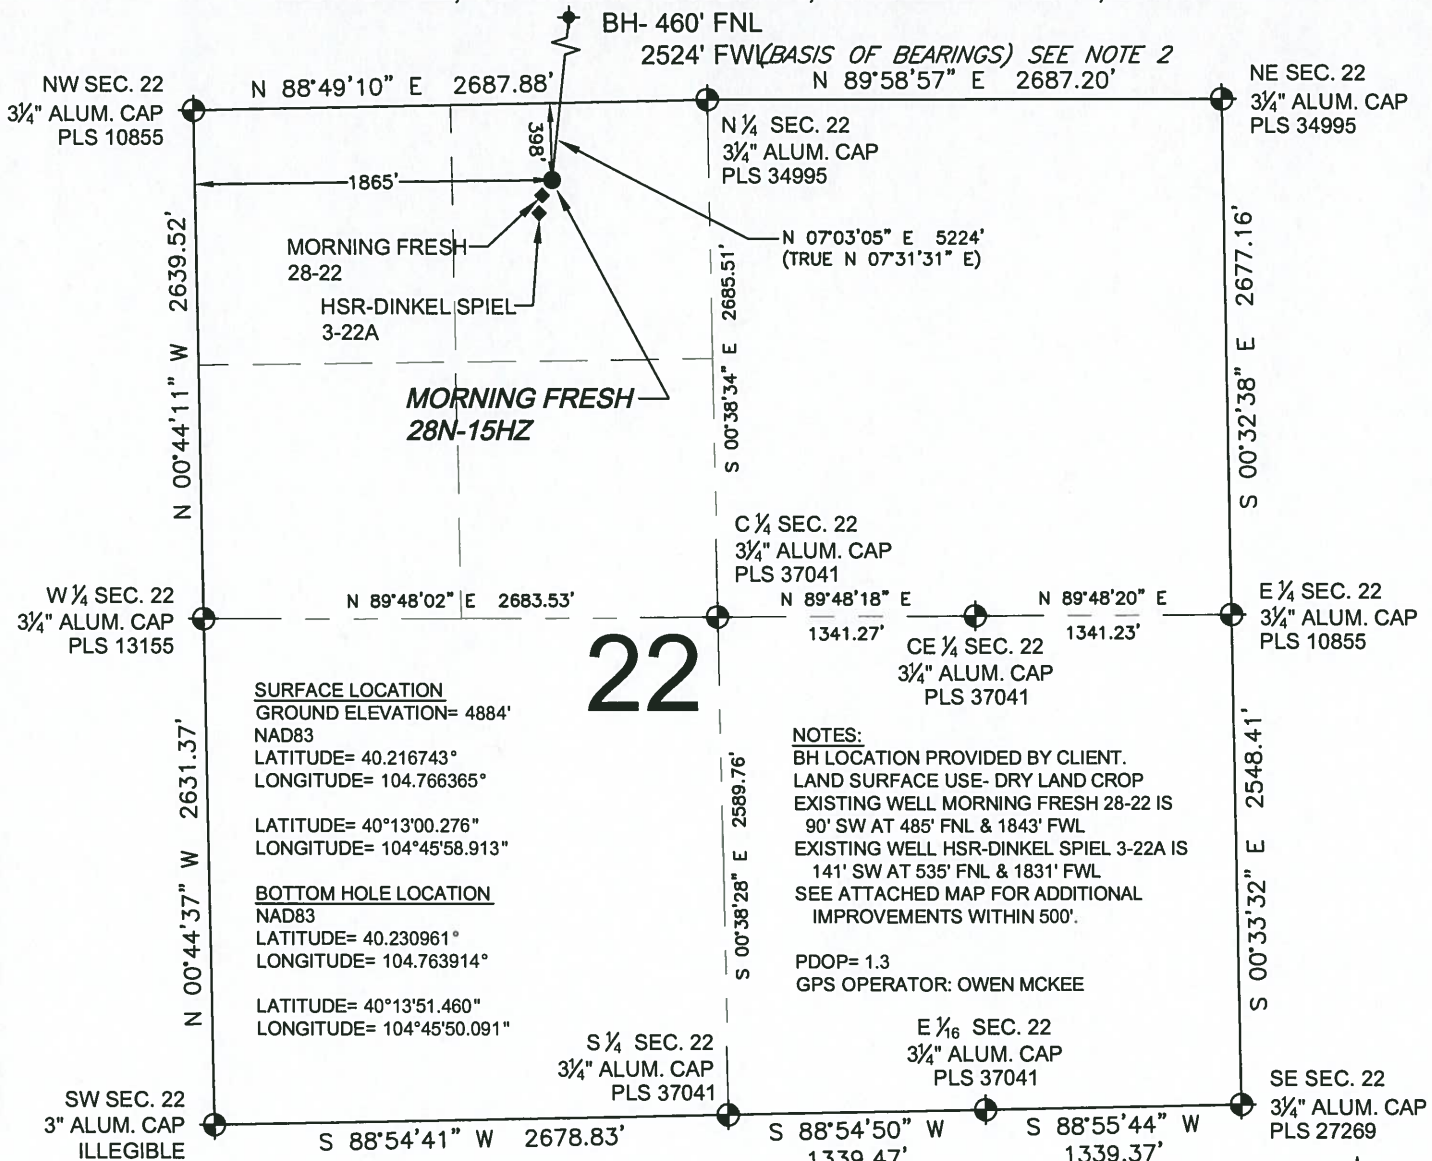 BH- 460' FNL
2524' FWL
(BASIS OF BEARINGS) SEE NOTE 2
NW SEC. 22
3¼" ALUM. CAP
PLS 10855
N 88°49'10" E 2687.88'
N 89°58'57" E 2687.20'
NE SEC. 22
3¼" ALUM. CAP
PLS 34995
N ¼ SEC. 22
3¼" ALUM. CAP
PLS 34995
398'
1865'
MORNING FRESH
28-22
HSR-DINKEL SPIEL
3-22A
N 07°03'05" E 5224'
(TRUE N 07°31'31" E)
MORNING FRESH
28N-15HZ
N 00°44'11" W 2639.52'
S 00°38'34" E 2685.51'
S 00°32'38" E 2677.16'
C ¼ SEC. 22
3¼" ALUM. CAP
PLS 37041
W ¼ SEC. 22
3¼" ALUM. CAP
PLS 13155
N 89°48'02" E 2683.53'
N 89°48'18" E
1341.27'
N 89°48'20" E
1341.23'
E ¼ SEC. 22
3¼" ALUM. CAP
PLS 10855
CE ¼ SEC. 22
3¼" ALUM. CAP
PLS 37041
22
SURFACE LOCATION
GROUND ELEVATION= 4884'
NAD83
LATITUDE= 40.216743°
LONGITUDE= 104.766365°
LATITUDE= 40°13'00.276"
LONGITUDE= 104°45'58.913"
BOTTOM HOLE LOCATION
NAD83
LATITUDE= 40.230961°
LONGITUDE= 104.763914°
LATITUDE= 40°13'51.460"
LONGITUDE= 104°45'50.091"
NOTES:
BH LOCATION PROVIDED BY CLIENT.
LAND SURFACE USE- DRY LAND CROP
EXISTING WELL MORNING FRESH 28-22 IS
90' SW AT 485' FNL & 1843' FWL
EXISTING WELL HSR-DINKEL SPIEL 3-22A IS
141' SW AT 535' FNL & 1831' FWL
SEE ATTACHED MAP FOR ADDITIONAL
IMPROVEMENTS WITHIN 500'.
PDOP= 1.3
GPS OPERATOR: OWEN MCKEE
N 00°44'37" W 2631.37'
S 00°38'28" E 2589.76'
S 00°33'32" E 2548.41'
S ¼ SEC. 22
3¼" ALUM. CAP
PLS 37041
E 1⁄16 SEC. 22
3¼" ALUM. CAP
PLS 37041
SW SEC. 22
3" ALUM. CAP
ILLEGIBLE
SE SEC. 22
3¼" ALUM. CAP
PLS 27269
S 88°54'41" W 2678.83'
S 88°54'50" W
1339.47'
S 88°55'44" W
1339.37'